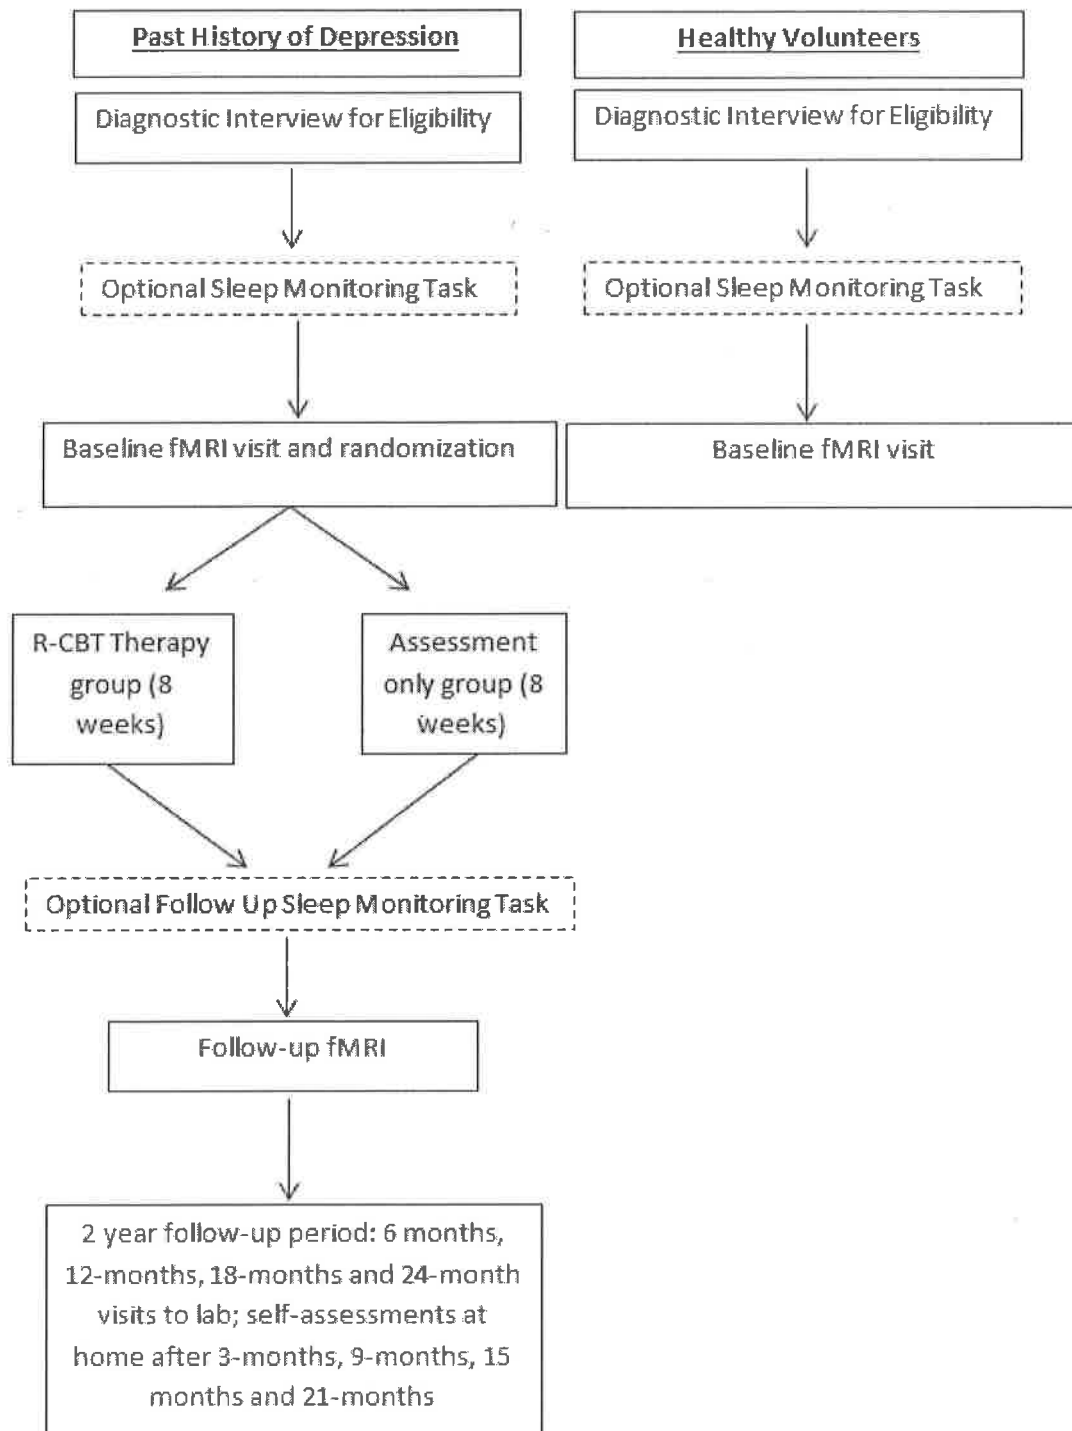 Past History of Depression
Healthy Volunteers
Diagnostic Interview for Eligibility
Diagnostic Interview for Eligibility
Optional Sleep Monitoring Task
Optional Sleep Monitoring Task
Baseline fMRI visit and randomization
Baseline fMRI visit
R-CBT Therapy
group (8
weeks)
Assessment
only group (8
weeks)
Optional Follow Up Sleep Monitoring Task
Follow-up fMRI
2 year follow-up period: 6 months,
12-months, 18-months and 24-month
visits to lab; self-assessments at
home after 3-months, 9-months, 15
months and 21-months